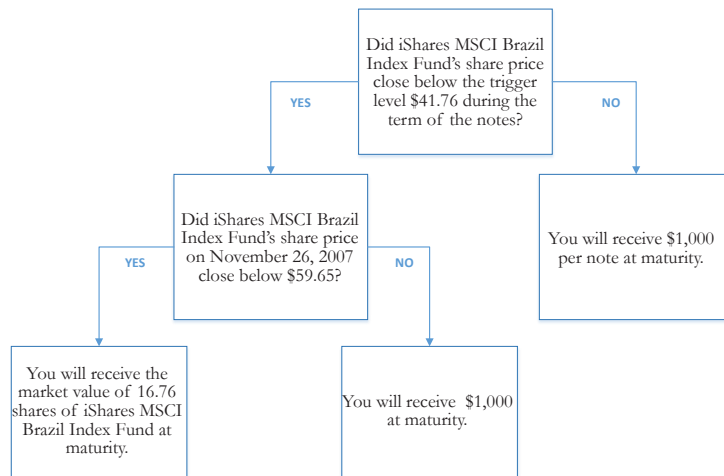 Did iShares MSCI Brazil
Index Fund's share price
close below the trigger
level $41.76 during the
term of the notes?
YES
NO
Did iShares MSCI Brazil
Index Fund's share price
on November 26, 2007
close below $59.65?
You will receive $1,000
per note at maturity.
YES
NO
You will receive the
market value of 16.76
shares of iShares MSCI
Brazil Index Fund at
maturity.
You will receive $1,000
at maturity.